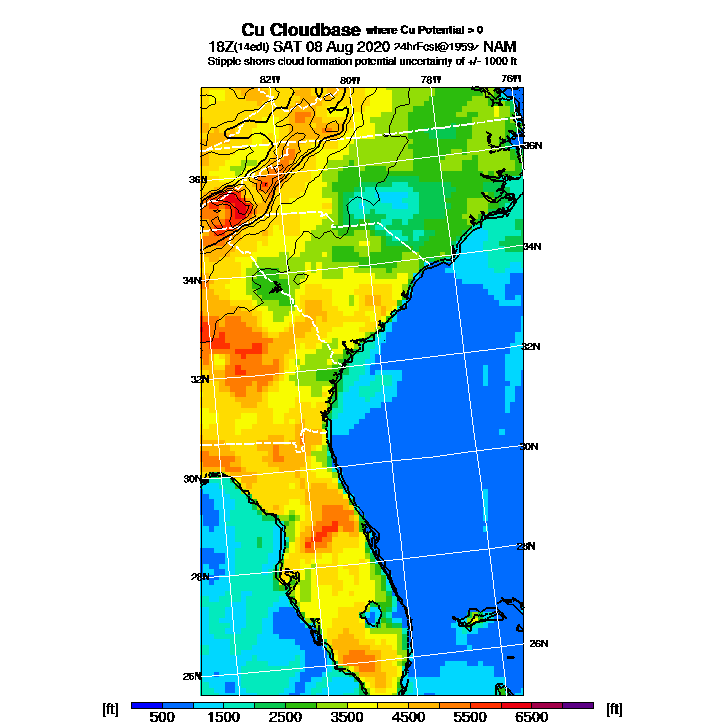 Cu Cloudbase where Cu Potential > 0
18Z(14edt) SAT 08 Aug 2020 24hrFcst@1959z NAM
Stipple shows cloud formation potential uncertainty of +/- 1000 ft
82W 80W 78W 76W
36N
36N
34N
34N
32N
32N
30N
30N
28N
28N
26N
26N
[ft] 500 1500 2500 3500 4500 5500 6500 [ft]